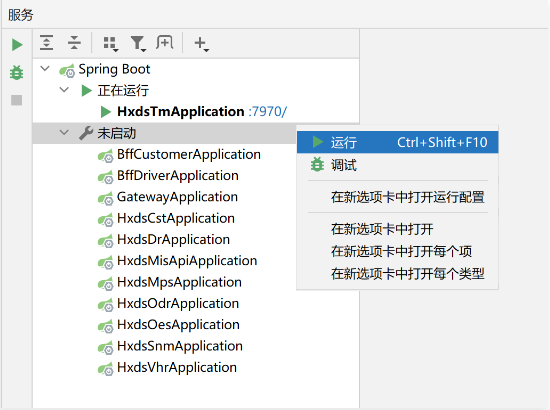 服务
Spring Boot
正在运行
HxdsTmApplication :7970/
未启动
BffCustomerApplication
BffDriverApplication
GatewayApplication
HxdsCstApplication
HxdsDrApplication
HxdsMisApiApplication
HxdsMpsApplication
HxdsOdrApplication
HxdsOesApplication
HxdsSnmApplication
HxdsVhrApplication
运行 Ctrl+Shift+F10
调试
在新选项卡中打开运行配置
在新选项卡中打开
在新选项卡中打开每个项
在新选项卡中打开每个类型